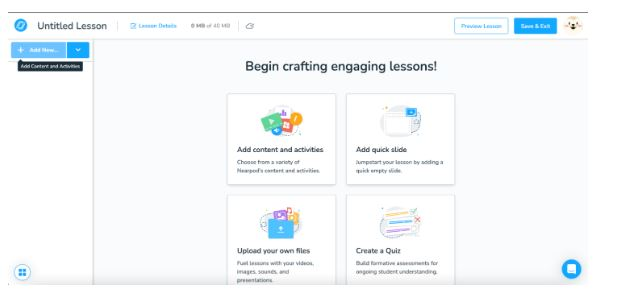 Untitled Lesson
Lesson Details
0 MB of 40 MB
Preview Lesson
Save & Exit
+ Add New...
Add Content and Activities
Begin crafting engaging lessons!
Add content and activities
Choose from a variety of
Nearpod's content and activities.
Add quick slide
Jumpstart your lesson by adding a
quick empty slide.
Upload your own files
Fuel lessons with your videos,
images, sounds, and
presentations.
Create a Quiz
Build formative assessments for
ongoing student understanding.